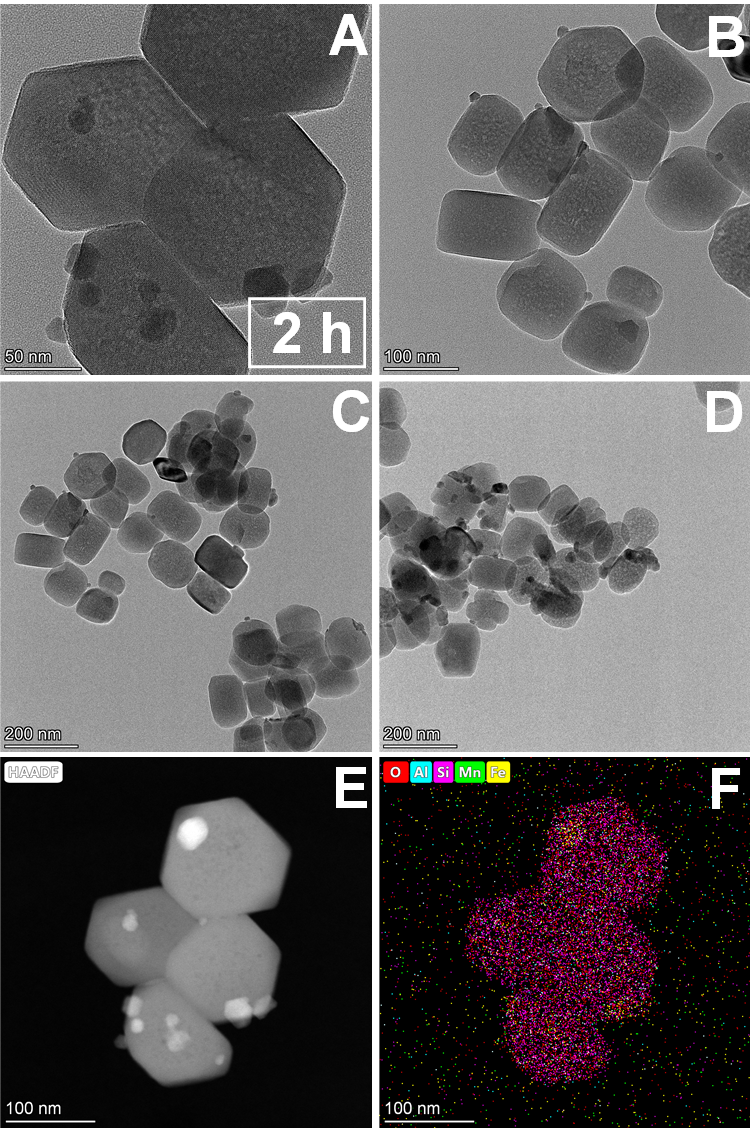 A
2 h
50 nm
B
100 nm
C
200 nm
D
200 nm
HAADF
E
100 nm
O Al Si Mn Fe
F
100 nm